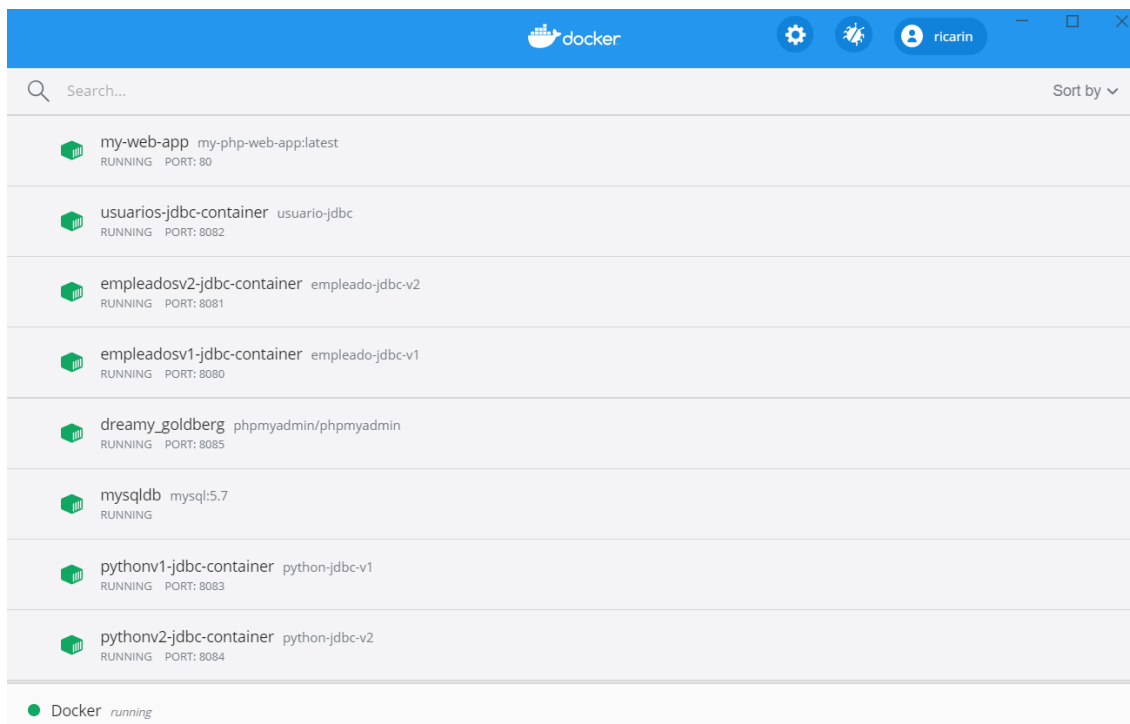 docker
ricarin
Search...
Sort by
my-web-app my-php-web-app:latest
RUNNING PORT: 80
usuarios-jdbc-container usuario-jdbc
RUNNING PORT: 8082
empleadosv2-jdbc-container empleado-jdbc-v2
RUNNING PORT: 8081
empleadosv1-jdbc-container empleado-jdbc-v1
RUNNING PORT: 8080
dreamy_goldberg phpmyadmin/phpmyadmin
RUNNING PORT: 8085
mysqldb mysql:5.7
RUNNING
pythonv1-jdbc-container python-jdbc-v1
RUNNING PORT: 8083
pythonv2-jdbc-container python-jdbc-v2
RUNNING PORT: 8084
Docker running